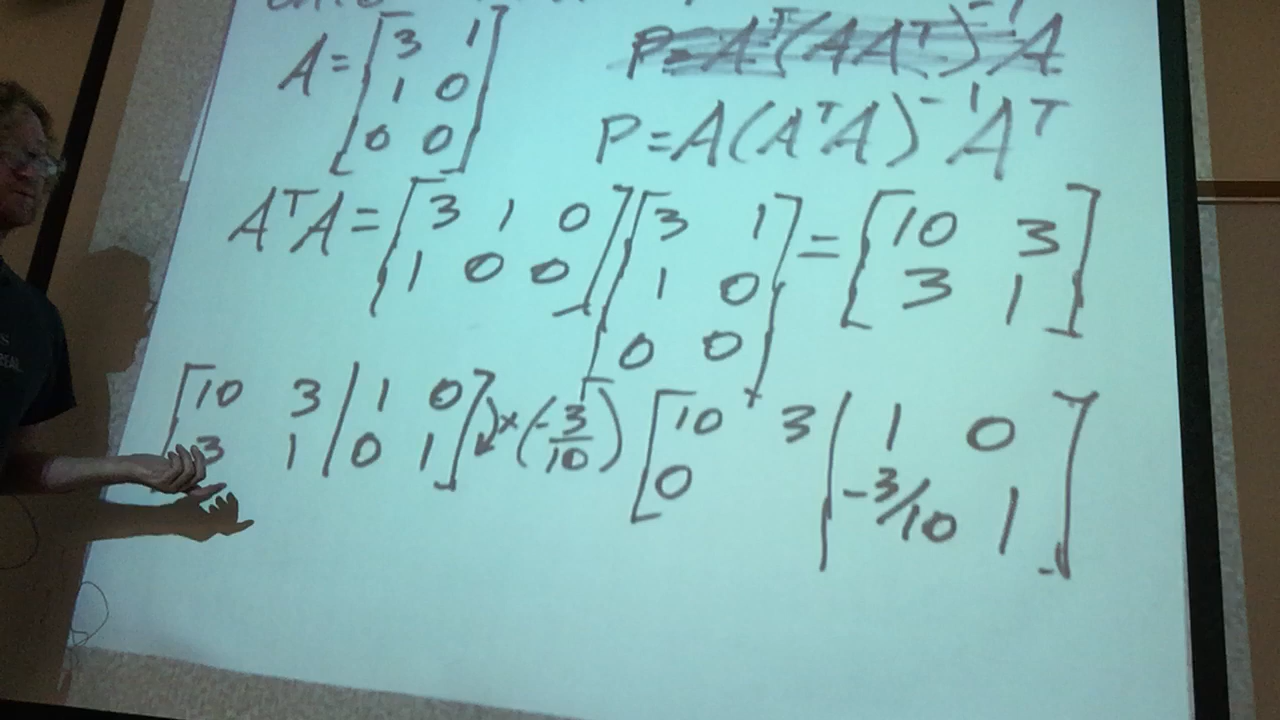 A = [3 1; 1 0; 0 0]
P = A^T(AA^T)^-1 A
P = A(A^T A)^-1 A^T
A^T A = [3 1 0; 1 0 0] [3 1; 1 0; 0 0] = [10 3; 3 1]
[10 3 | 1 0; 3 1 | 0 1] ×(-3/10) [10 3 | 1 0; 0 | -3/10 1]